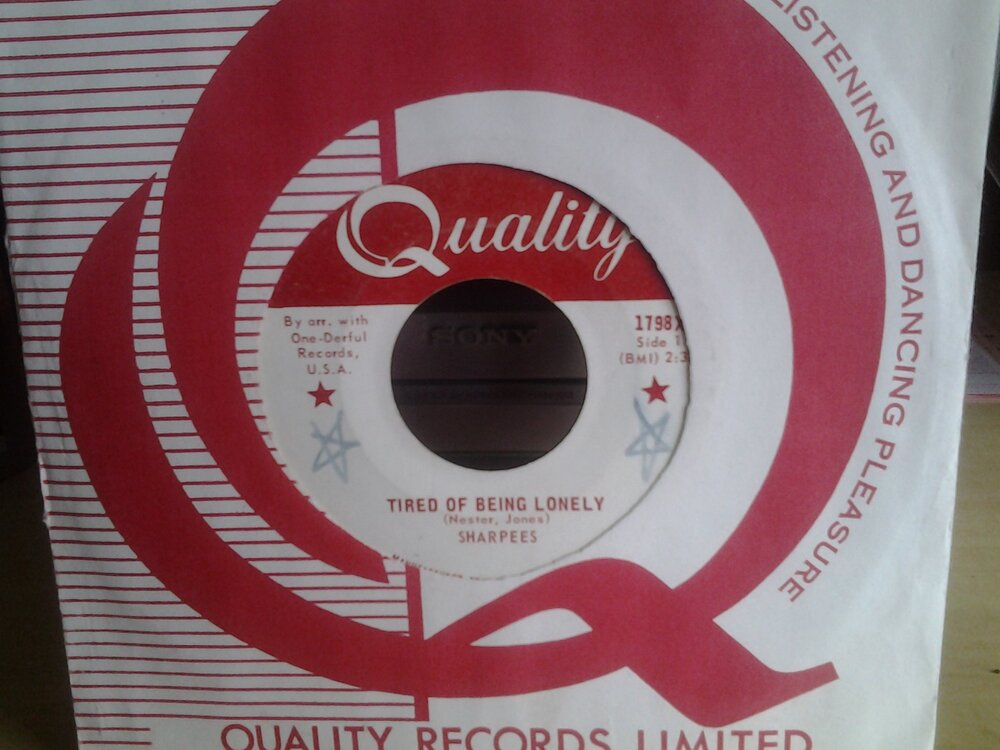 LISTENING AND DANCING PLEASURE
Quality
By arr. with
One-Derful
Records,
U.S.A.
1798X
Side 1
(BMI) 2:3
SONY
TIRED OF BEING LONELY
(Nester, Jones)
SHARPEES
QUALITY RECORDS LIMITED